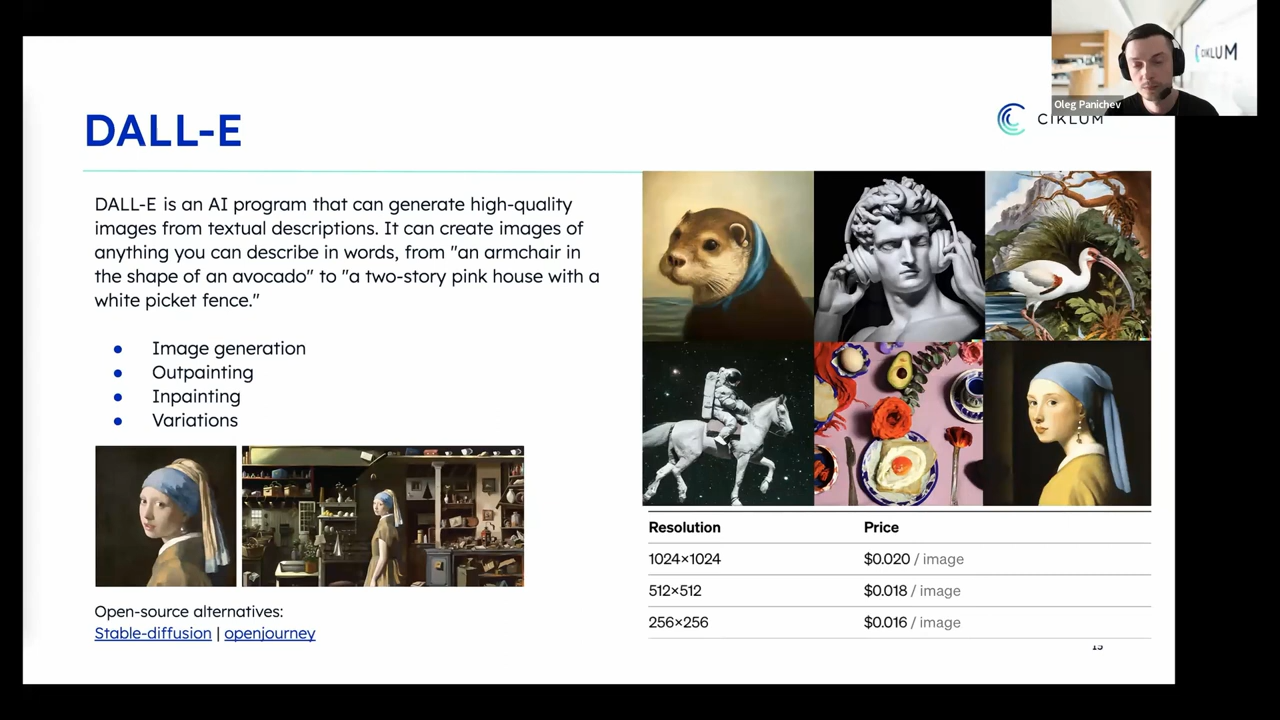 CIKLUM
Oleg Panichev
DALL-E
CIKLUM
DALL-E is an AI program that can generate high-quality
images from textual descriptions. It can create images of
anything you can describe in words, from "an armchair in
the shape of an avocado" to "a two-story pink house with a
white picket fence."
● Image generation
● Outpainting
● Inpainting
● Variations
Open-source alternatives:
Stable-diffusion | openjourney
Resolution Price
1024×1024 $0.020 / image
512×512 $0.018 / image
256×256 $0.016 / image